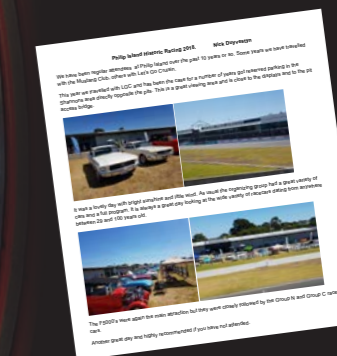 Philip Island Historic Racing 2018. Nick Dayvesan
We have been regular attendees at Philip Island over the past 10 years or so. Some years we have travelled
with the Mustang Club, others with Let's Go Cruisin.
This year we travelled with LGC and has been the case for a number of years got reserved parking in the
Shannons area directly opposite the pits. This is a great viewing area and is close to the displays and to the pit
access bridge.
It was a lovely day with bright sunshine and little wind. As usual the organizing group had a great variety of
cars and a full program. It is always a great day looking at the wide variety of racecars dating from anywhere
between 20 and 100 years old.
The F5000's were again the main attraction but they were closely followed by the Group N and Group C race
cars.
Another great day and highly recommended if you have not attended.